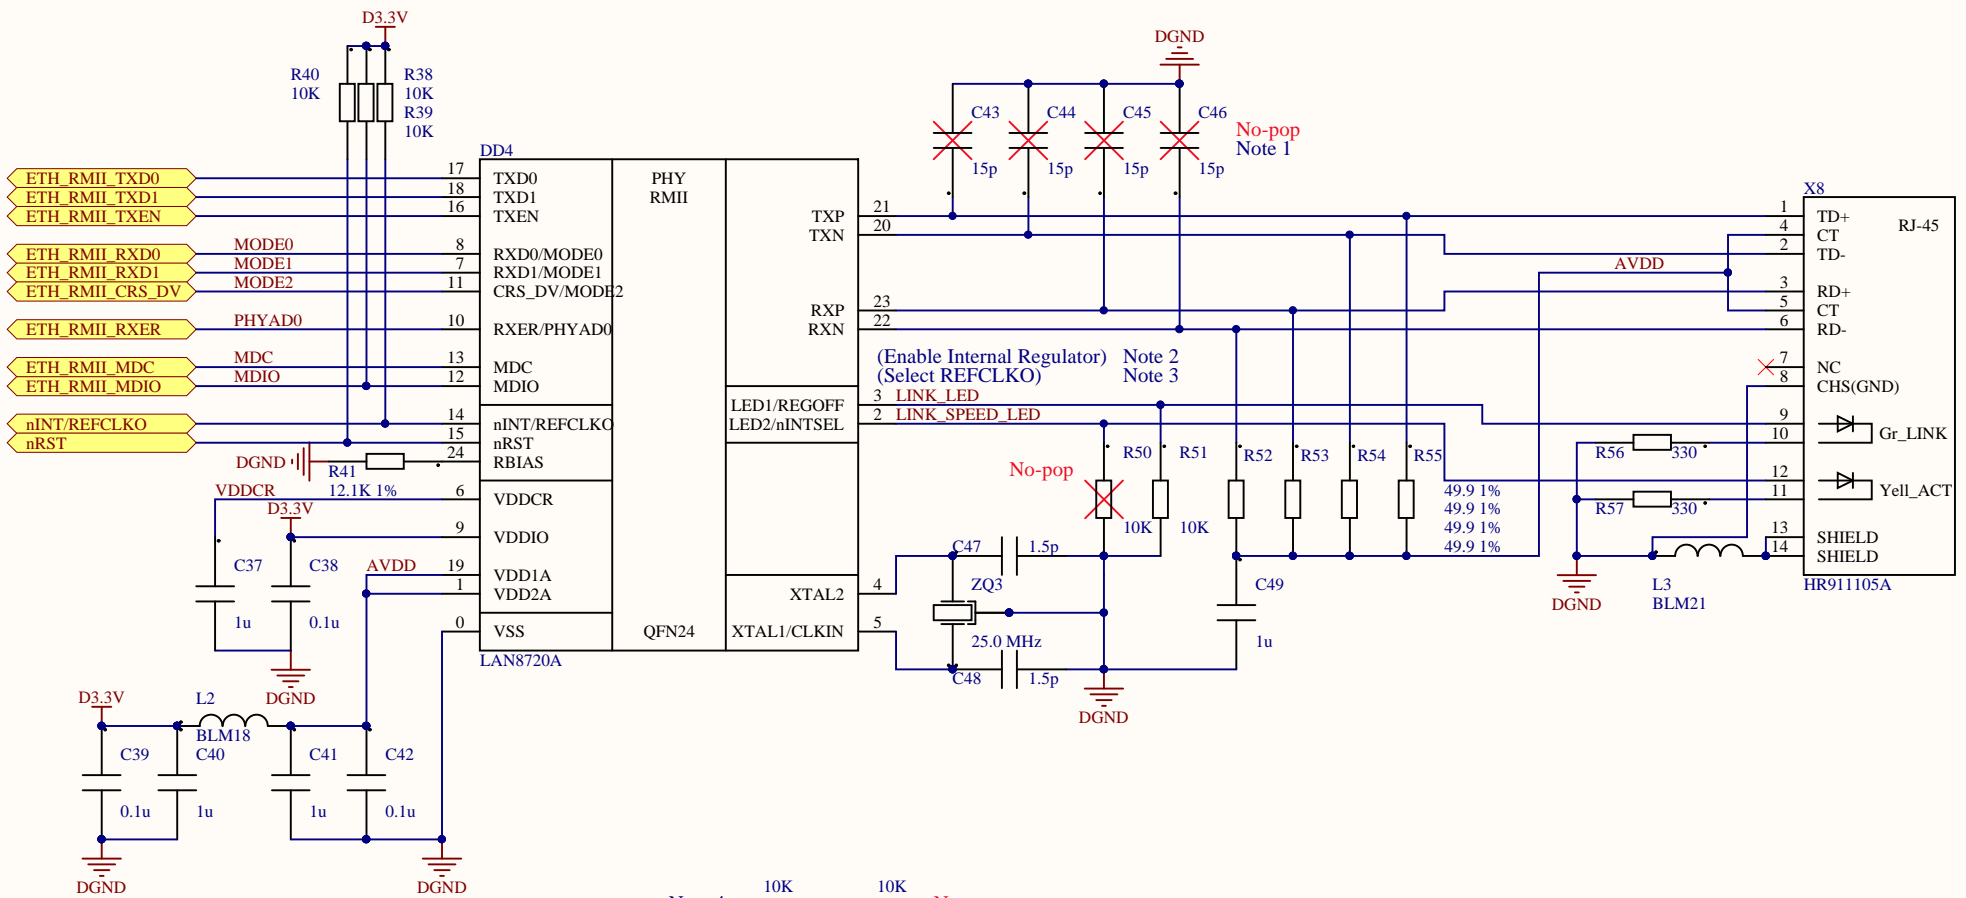 D3.3V
R40
10K
R38
10K
R39
10K
ETH_RMII_TXD0
ETH_RMII_TXD1
ETH_RMII_TXEN
ETH_RMII_RXD0
ETH_RMII_RXD1
ETH_RMII_CRS_DV
ETH_RMII_RXER
ETH_RMII_MDC
ETH_RMII_MDIO
nINT/REFCLKO
nRST
MODE0
MODE1
MODE2
PHYAD0
MDC
MDIO
DGND
R41
12.1K 1%
VDDCR
D3.3V
C37
1u
C38
0.1u
DGND
AVDD
D3.3V
L2
BLM18
C39
0.1u
C40
1u
C41
1u
C42
0.1u
DGND
DGND
DD4
17 TXD0
18 TXD1
16 TXEN
8 RXD0/MODE0
7 RXD1/MODE1
11 CRS_DV/MODE2
10 RXER/PHYAD0
13 MDC
12 MDIO
14 nINT/REFCLKO
15 nRST
24 RBIAS
6 VDDCR
9 VDDIO
19 VDD1A
1 VDD2A
0 VSS
PHY
RMII
QFN24
LAN8720A
TXP 21
TXN 20
RXP 23
RXN 22
LED1/REGOFF 3
LED2/nINTSEL 2
XTAL2 4
XTAL1/CLKIN 5
DGND
C43
15p
C44
15p
C45
15p
C46
15p
No-pop
Note 1
(Enable Internal Regulator) Note 2
(Select REFCLKO) Note 3
LINK_LED
LINK_SPEED_LED
No-pop
R50
10K
R51
10K
R52
R53
R54
R55
49.9 1%
49.9 1%
49.9 1%
49.9 1%
C47
1.5p
ZQ3
25.0 MHz
C48
1.5p
DGND
C49
1u
AVDD
X8
RJ-45
1 TD+
4 CT
2 TD-
3 RD+
5 CT
6 RD-
7 NC
8 CHS(GND)
9
10
Gr_LINK
12
11
Yell_ACT
13 SHIELD
14 SHIELD
HR911105A
R56
330
R57
330
L3
BLM21
DGND
10K
10K